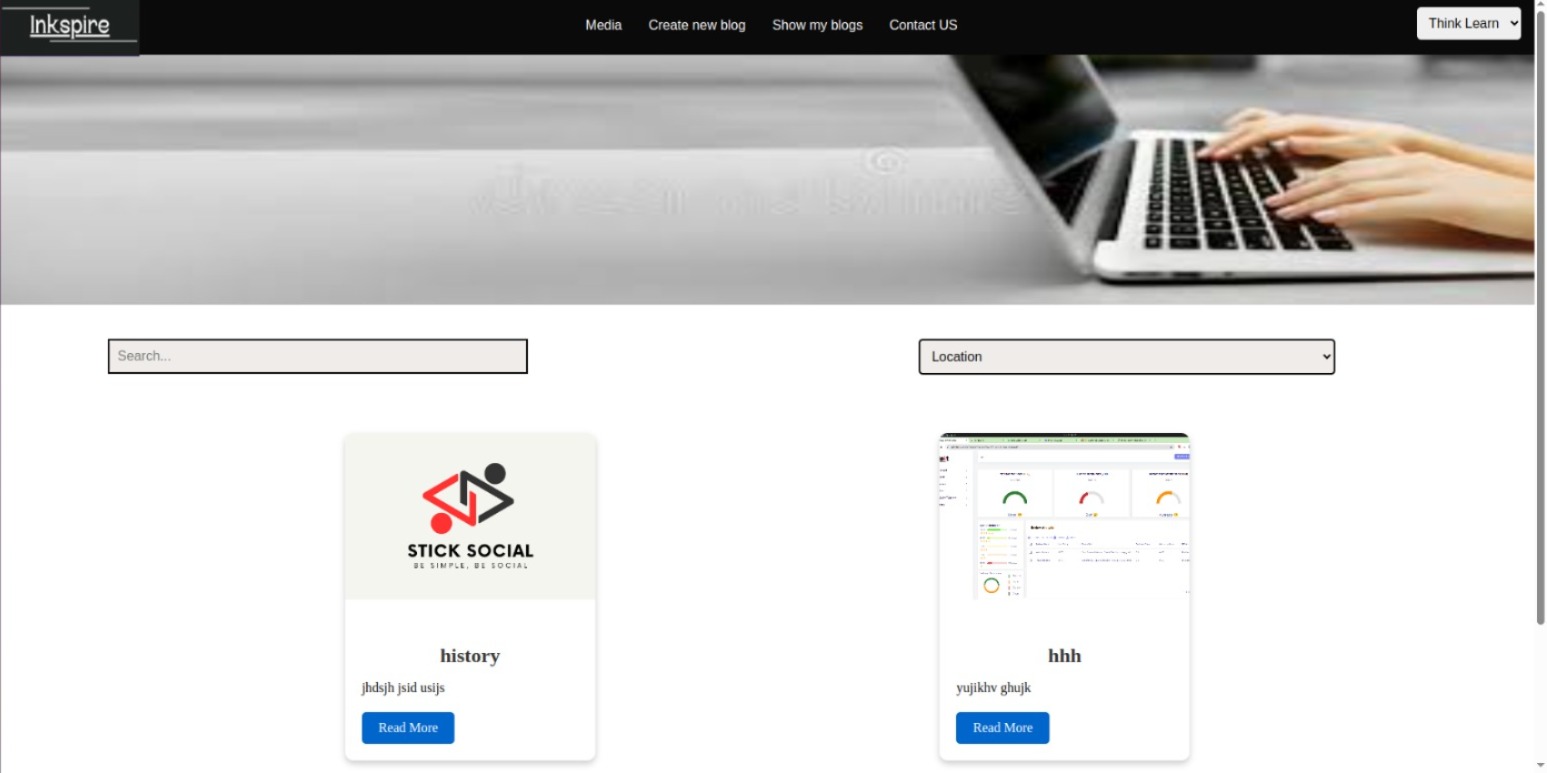 Inkspire
Media Create new blog Show my blogs Contact US
Think Learn
Search...
Location
STICK SOCIAL
BE SIMPLE, BE SOCIAL
history
hhh
jhdsjh jsid usijs
yujikhv ghujk
Read More
Read More